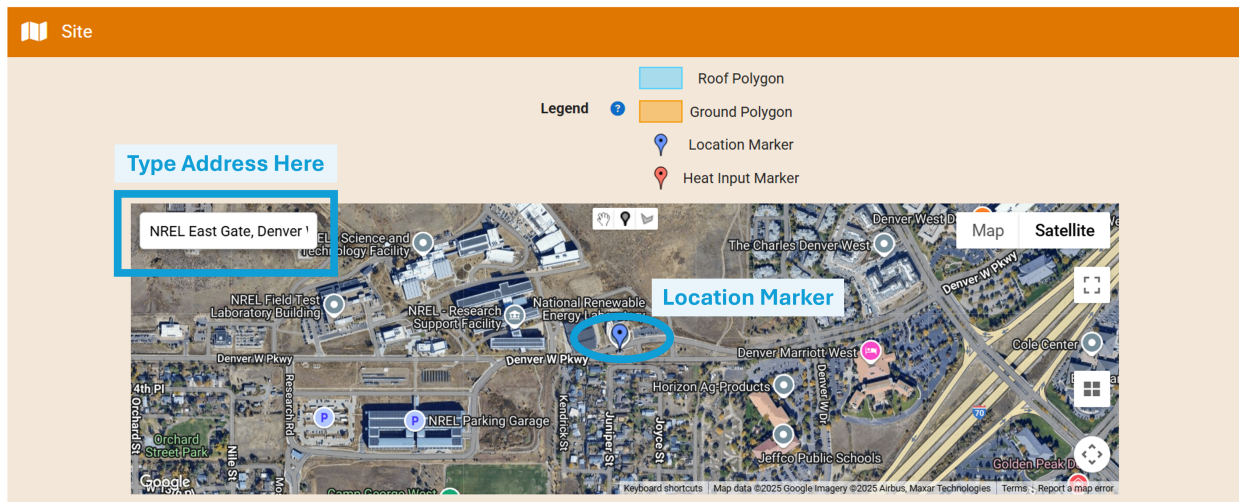 Site
Legend
?
Roof Polygon
Ground Polygon
Location Marker
Heat Input Marker
Type Address Here
NREL East Gate, Denver
Science and
Technology Facility
NREL Field Test
Laboratory Building
NREL - Research
Support Facility
National Renewable
Energy Laboratory
Location Marker
The Charles Denver West
Denver West
Map
Satellite
Denver W Pkwy
Denver W Pkwy
Denver W Pkwy
Denver Marriott West
Cole Center
Horizon Ag-Products
Denver W Dr
70
4th Pl
Orchard St
Research Rd
P
P
NREL Parking Garage
Kendrick St
Juniper St
Joyce St
Orchard
Street Park
Nile St
Jeffco Public Schools
Golden Peak
Google
Camp George West
Keyboard shortcuts
Map data ©2025 Google Imagery ©2025 Airbus, Maxar Technologies
Terms
Report a map error